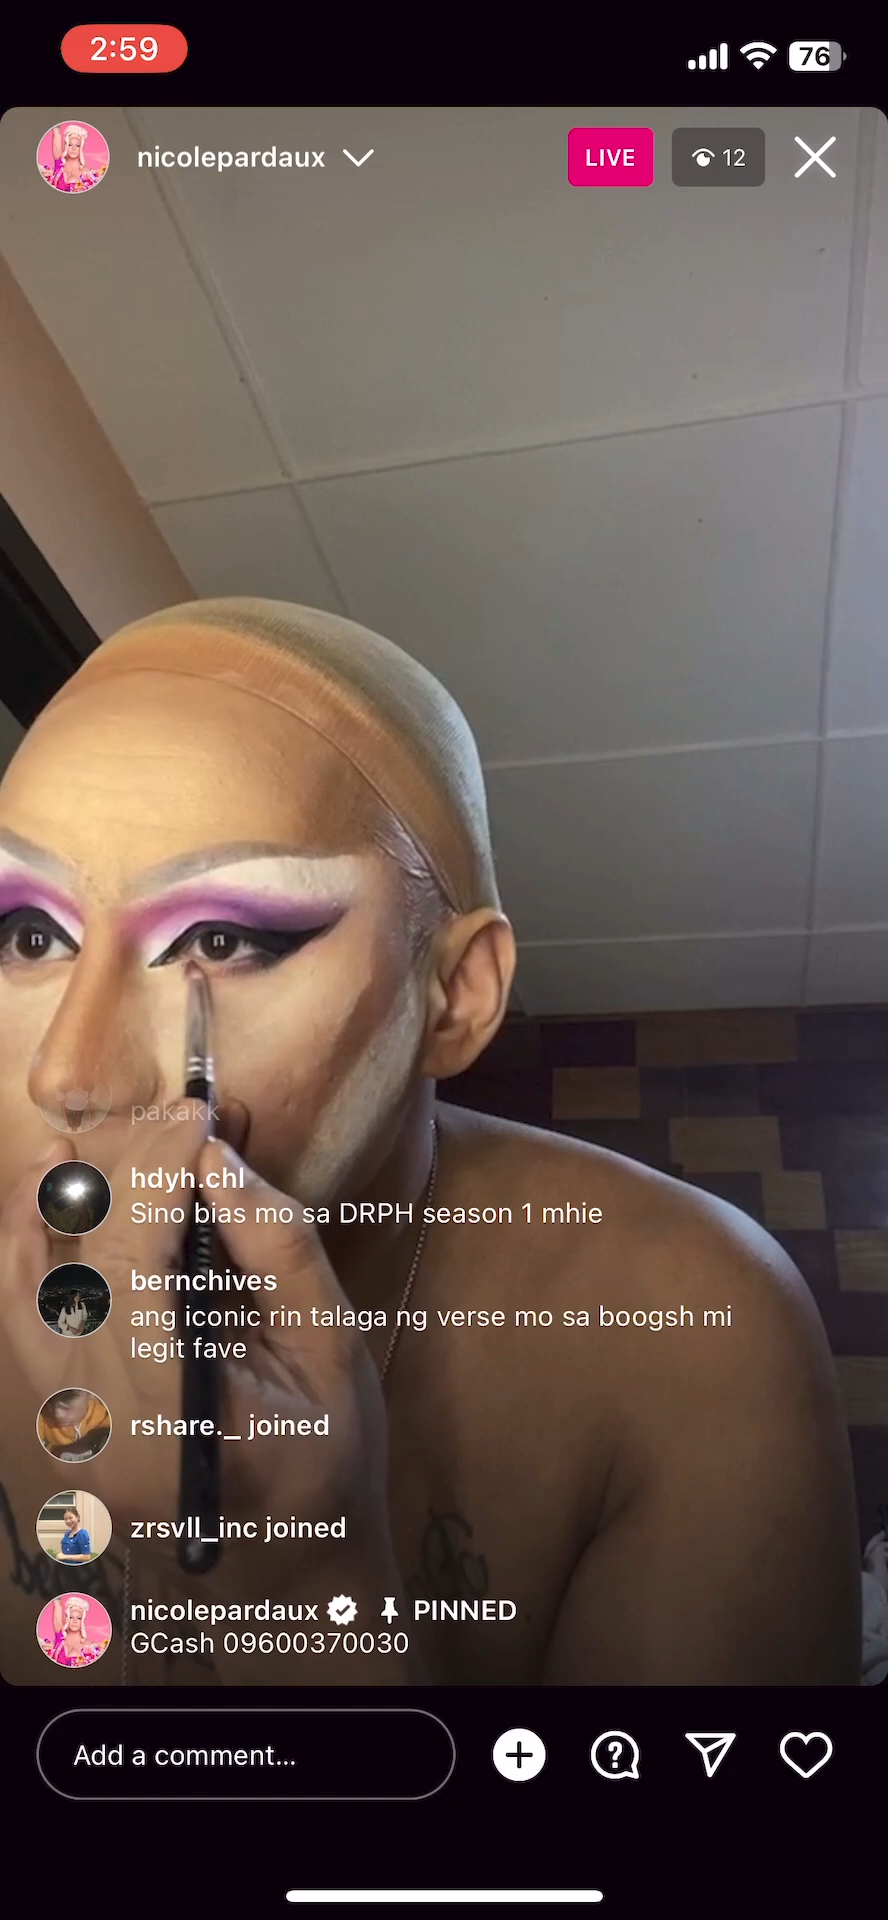 2:59
76
nicolepardaux
LIVE
12
pakakk
hdyh.chl
Sino bias mo sa DRPH season 1 mhie
bernchives
ang iconic rin talaga ng verse mo sa boogsh mi
legit fave
rshare._ joined
zrsvll_inc joined
nicolepardaux PINNED
GCash 09600370030
Add a comment...